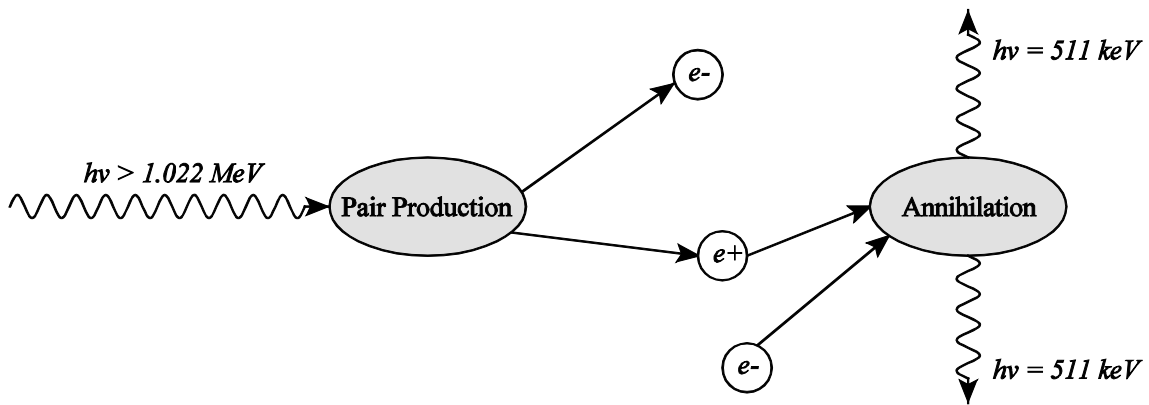 hν = 511 keV
e-
hν > 1.022 MeV
Pair Production
Annihilation
e+
e-
hν = 511 keV